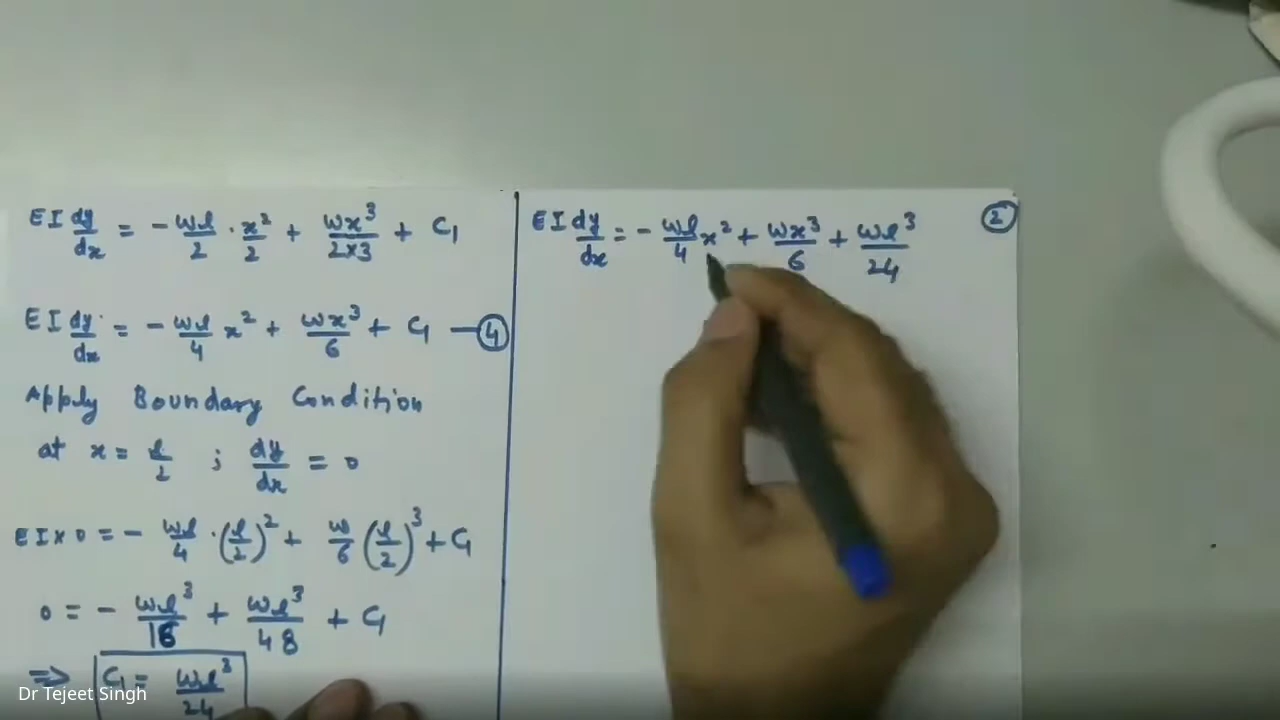 EI dy/dx = - wl/2 · x²/2 + wx³/2×3 + C₁
EI dy/dx = - wl/4 x² + wx³/6 + C₁ — ④
Apply Boundary Condition
at x = l/2 ; dy/dx = 0
EI×0 = - wl/4 · (l/2)² + w/6 (l/2)³ + C₁
0 = - wl³/16 + wl³/48 + C₁
⇒ C₁ = wl³/24
②
EI dy/dx = - wl/4 x² + wx³/6 + wl³/24
Dr Tejeet Singh